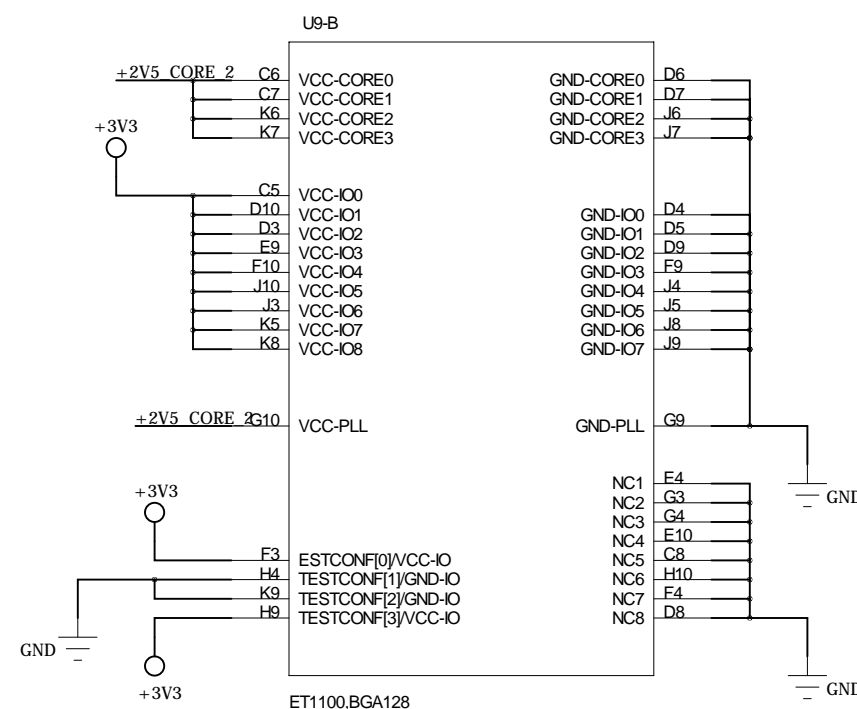 U9-B
+2V5_CORE_2 C6 VCC-CORE0 GND-CORE0 D6
C7 VCC-CORE1 GND-CORE1 D7
K6 VCC-CORE2 GND-CORE2 J6
K7 VCC-CORE3 GND-CORE3 J7
+3V3
C5 VCC-IO0
D10 VCC-IO1 GND-IO0 D4
D3 VCC-IO2 GND-IO1 D5
E9 VCC-IO3 GND-IO2 D9
F10 VCC-IO4 GND-IO3 F9
J10 VCC-IO5 GND-IO4 J4
J3 VCC-IO6 GND-IO5 J5
K5 VCC-IO7 GND-IO6 J8
K8 VCC-IO8 GND-IO7 J9
+2V5_CORE_2 G10 VCC-PLL GND-PLL G9
NC1 E4
+3V3 NC2 G3
GND
NC3 G4
NC4 E10
F3 ESTCONF[0]/VCC-IO NC5 C8
H4 TESTCONF[1]/GND-IO NC6 H10
K9 TESTCONF[2]/GND-IO NC7 F4
H9 TESTCONF[3]/VCC-IO NC8 D8
GND
+3V3
GND
ET1100,BGA128